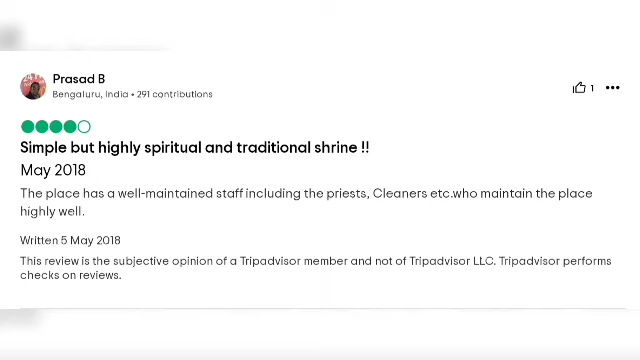 Prasad B
Bengaluru, India • 291 contributions
1
Simple but highly spiritual and traditional shrine !!
May 2018
The place has a well-maintained staff including the priests, Cleaners etc.who maintain the place
highly well.
Written 5 May 2018
This review is the subjective opinion of a Tripadvisor member and not of Tripadvisor LLC. Tripadvisor performs
checks on reviews.